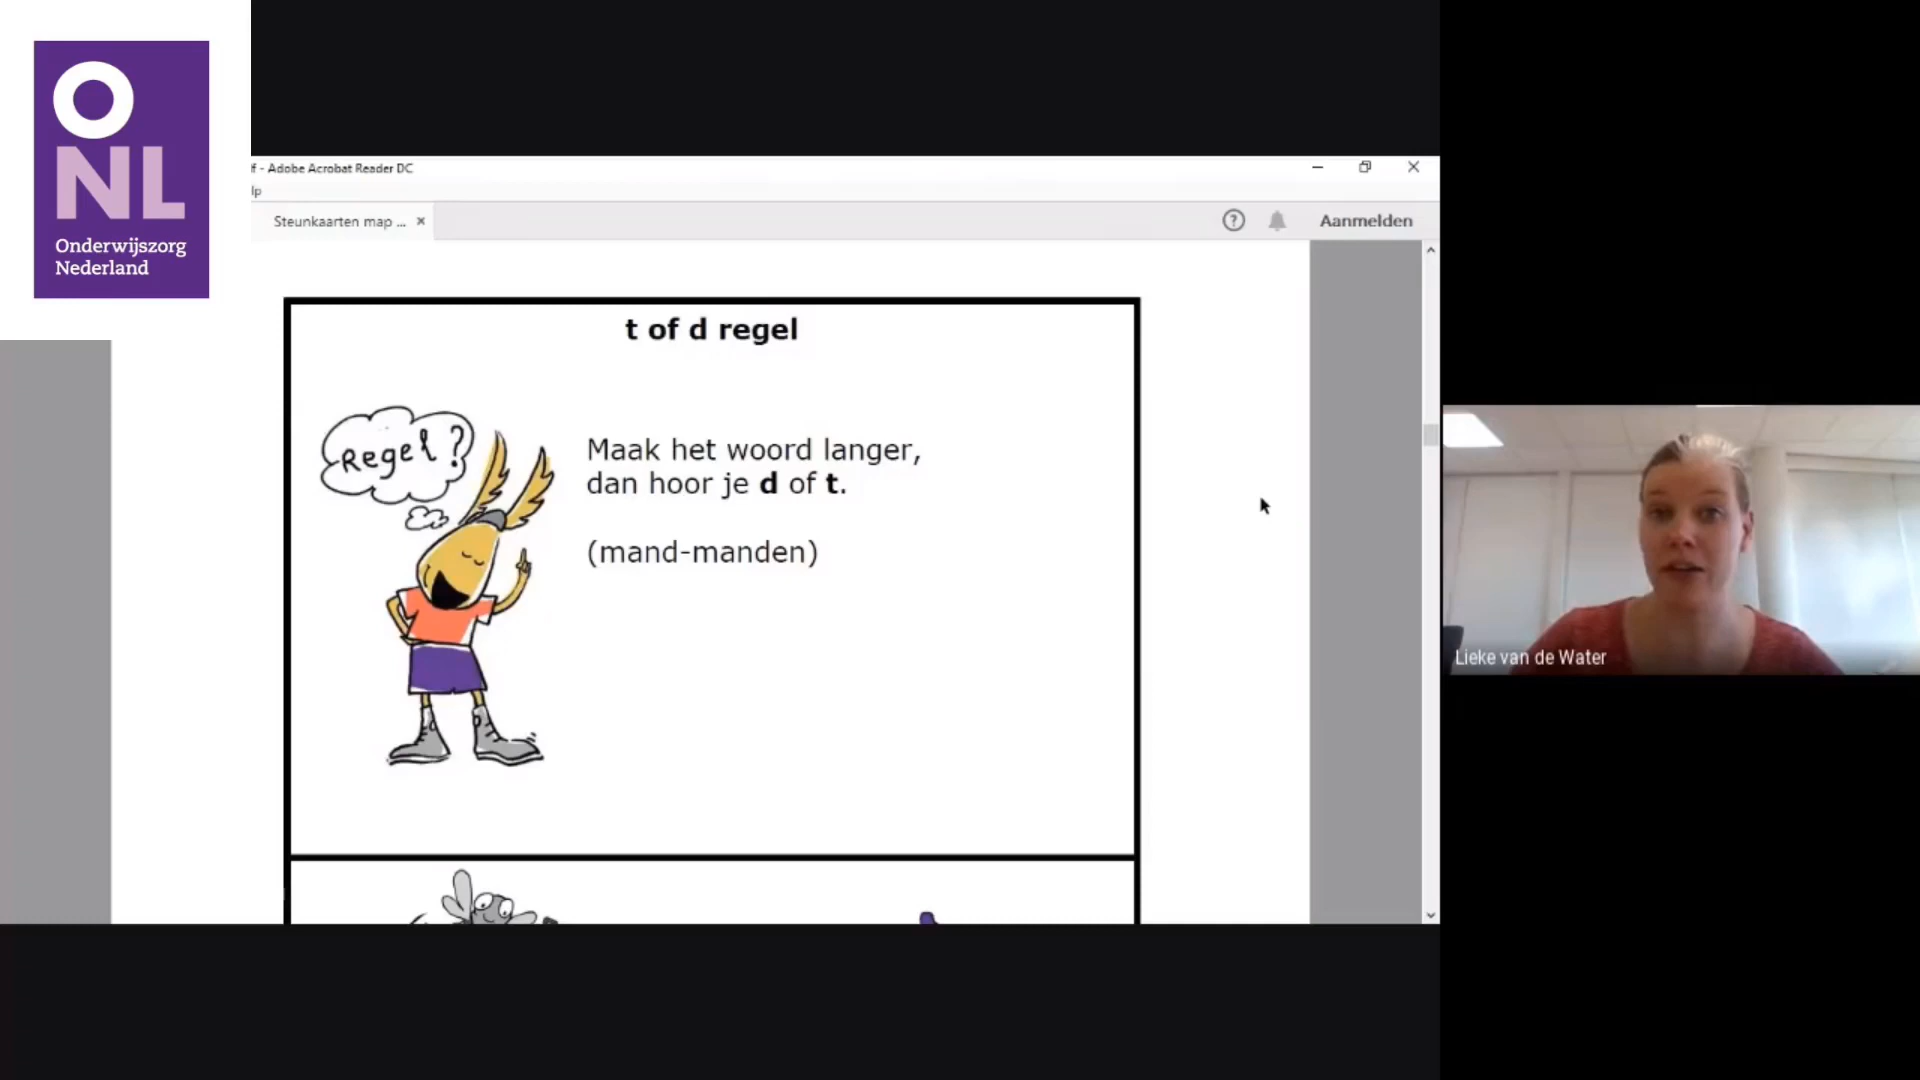 O
NL
Onderwijszorg
Nederland
f - Adobe Acrobat Reader DC
lp
Steunkaarten map ...
Aanmelden
t of d regel
Regel?
Maak het woord langer,
dan hoor je d of t.
(mand-manden)
Lieke van de Water